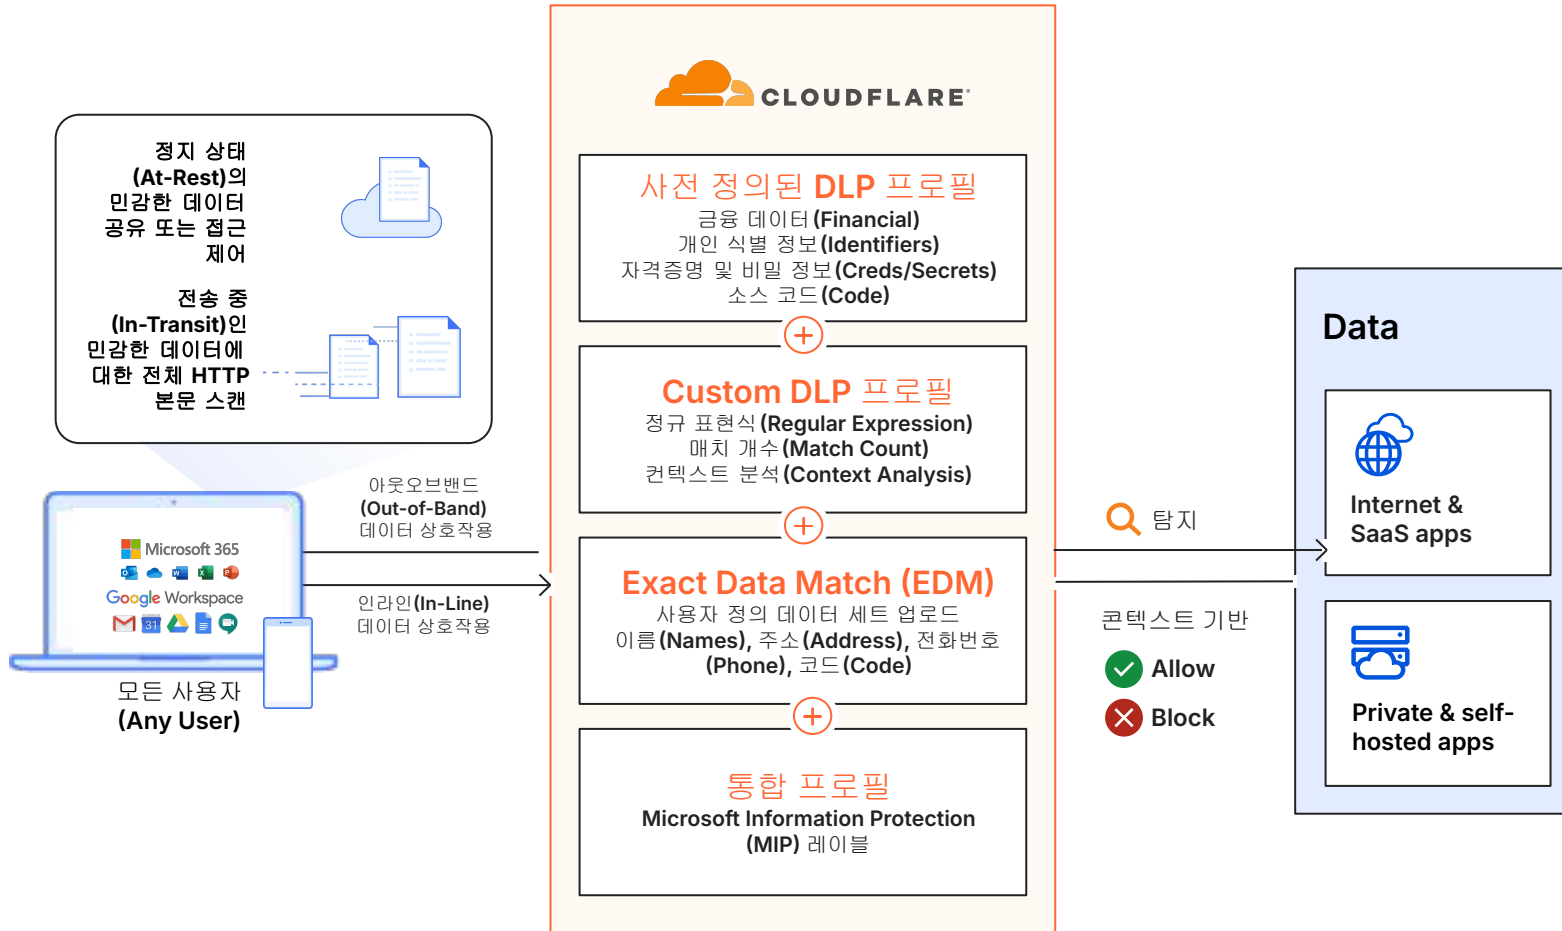 CLOUDFLARE
정지 상태
(At-Rest)의
민감한 데이터
공유 또는 접근
제어
전송 중
(In-Transit)인
민감한 데이터에
대한 전체 HTTP
본문 스캔
아웃오브밴드
(Out-of-Band)
데이터 상호작용
인라인(In-Line)
데이터 상호작용
Microsoft 365
Google Workspace
31
모든 사용자
(Any User)
사전 정의된 DLP 프로필
금융 데이터(Financial)
개인 식별 정보(Identifiers)
자격증명 및 비밀 정보(Creds/Secrets)
소스 코드(Code)
Custom DLP 프로필
정규 표현식(Regular Expression)
매치 개수(Match Count)
컨텍스트 분석(Context Analysis)
Exact Data Match (EDM)
사용자 정의 데이터 세트 업로드
이름(Names), 주소(Address), 전화번호
(Phone), 코드(Code)
통합 프로필
Microsoft Information Protection
(MIP) 레이블
탐지
콘텍스트 기반
Allow
Block
Data
Internet &
SaaS apps
Private & self-
hosted apps